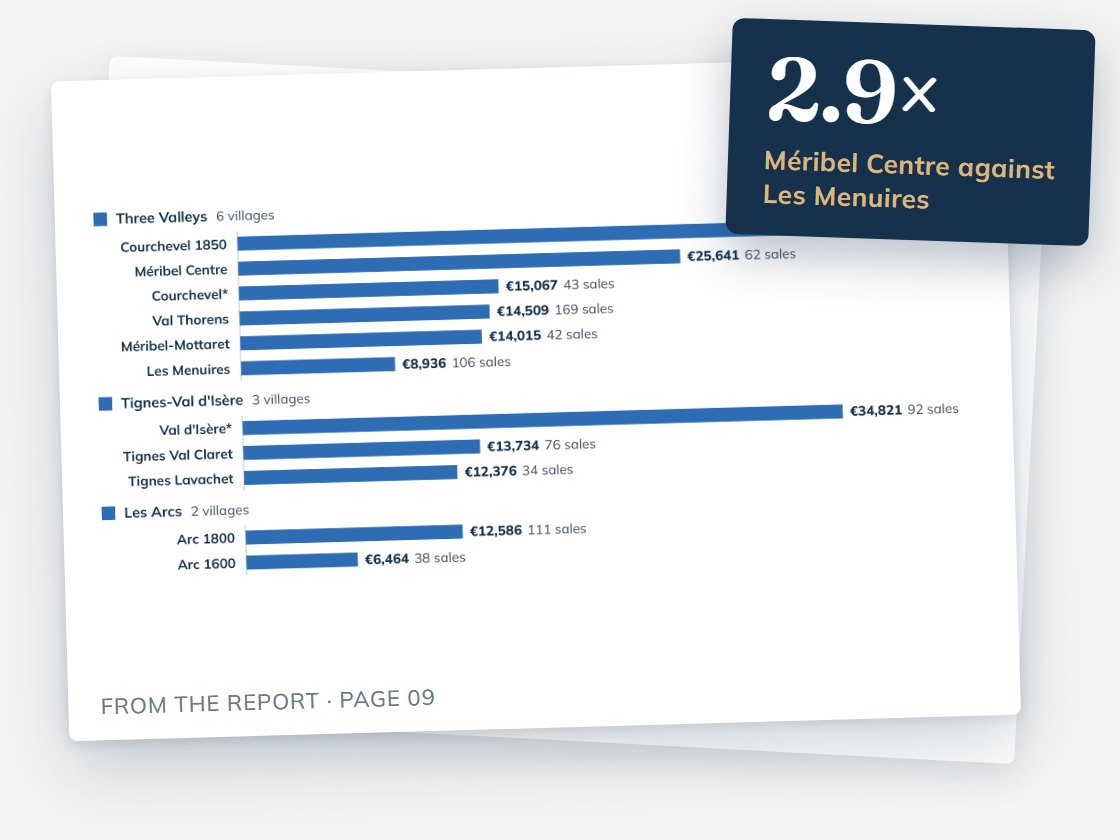 2.9×
Méribel Centre against
Les Menuires
Three Valleys 6 villages
Courchevel 1850
Méribel Centre €25,641 62 sales
Courchevel* €15,067 43 sales
Val Thorens €14,509 169 sales
Méribel-Mottaret €14,015 42 sales
Les Menuires €8,936 106 sales
Tignes-Val d'Isère 3 villages
Val d'Isère* €34,821 92 sales
Tignes Val Claret €13,734 76 sales
Tignes Lavachet €12,376 34 sales
Les Arcs 2 villages
Arc 1800 €12,586 111 sales
Arc 1600 €6,464 38 sales
FROM THE REPORT · PAGE 09